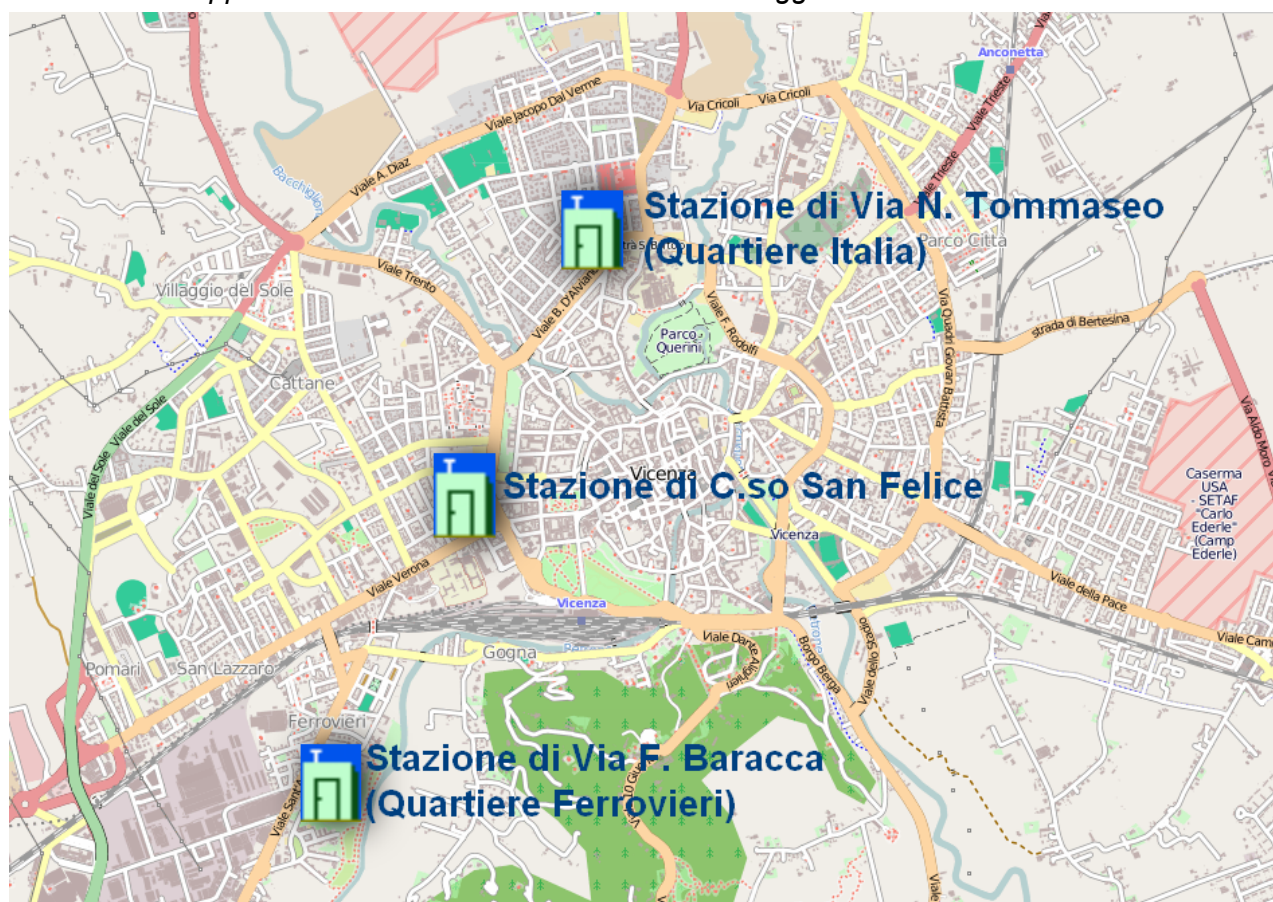 Anconetta
Via Cricoli
Via Cricoli
Viale Jacopo Dal Verme
Viale Trieste
Viale A. Diaz
Bacchiglione
Stazione di Via N. Tommaseo
(Quartiere Italia)
Viale Trieste
Parco Città
Viale Trento
Villaggio del Sole
Viale B. D'Alviano
Viale F. Rodolfi
Via Quadri Giovan Battista
strada di Bertesina
Parco
Querini
Cattane
Viale del Sole
Viale del Sole
Via Aldo Moro
Vicenza
Stazione di C.so San Felice
Caserma
USA
- SETAF
"Carlo
Ederle"
(Camp
Ederle)
Vicenza
Viale Verona
Viale della Pace
Vicenza
Viale Dante Alighieri
Borgo Berga
Viale dello Stadio
Gogna
Pomari
San Lazzaro
Ferrovieri
Stazione di Via F. Baracca
(Quartiere Ferrovieri)
Viale